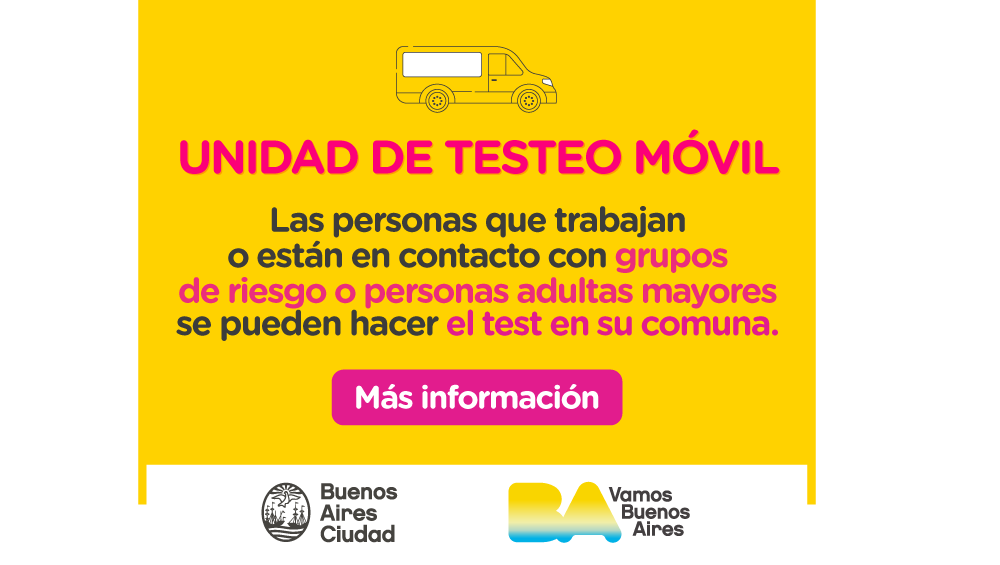 UNIDAD DE TESTEO MÓVIL
Las personas que trabajan
o están en contacto con grupos
de riesgo o personas adultas mayores
se pueden hacer el test en su comuna.
Más información
Buenos
Aires
Ciudad
BA
Vamos
Buenos
Aires